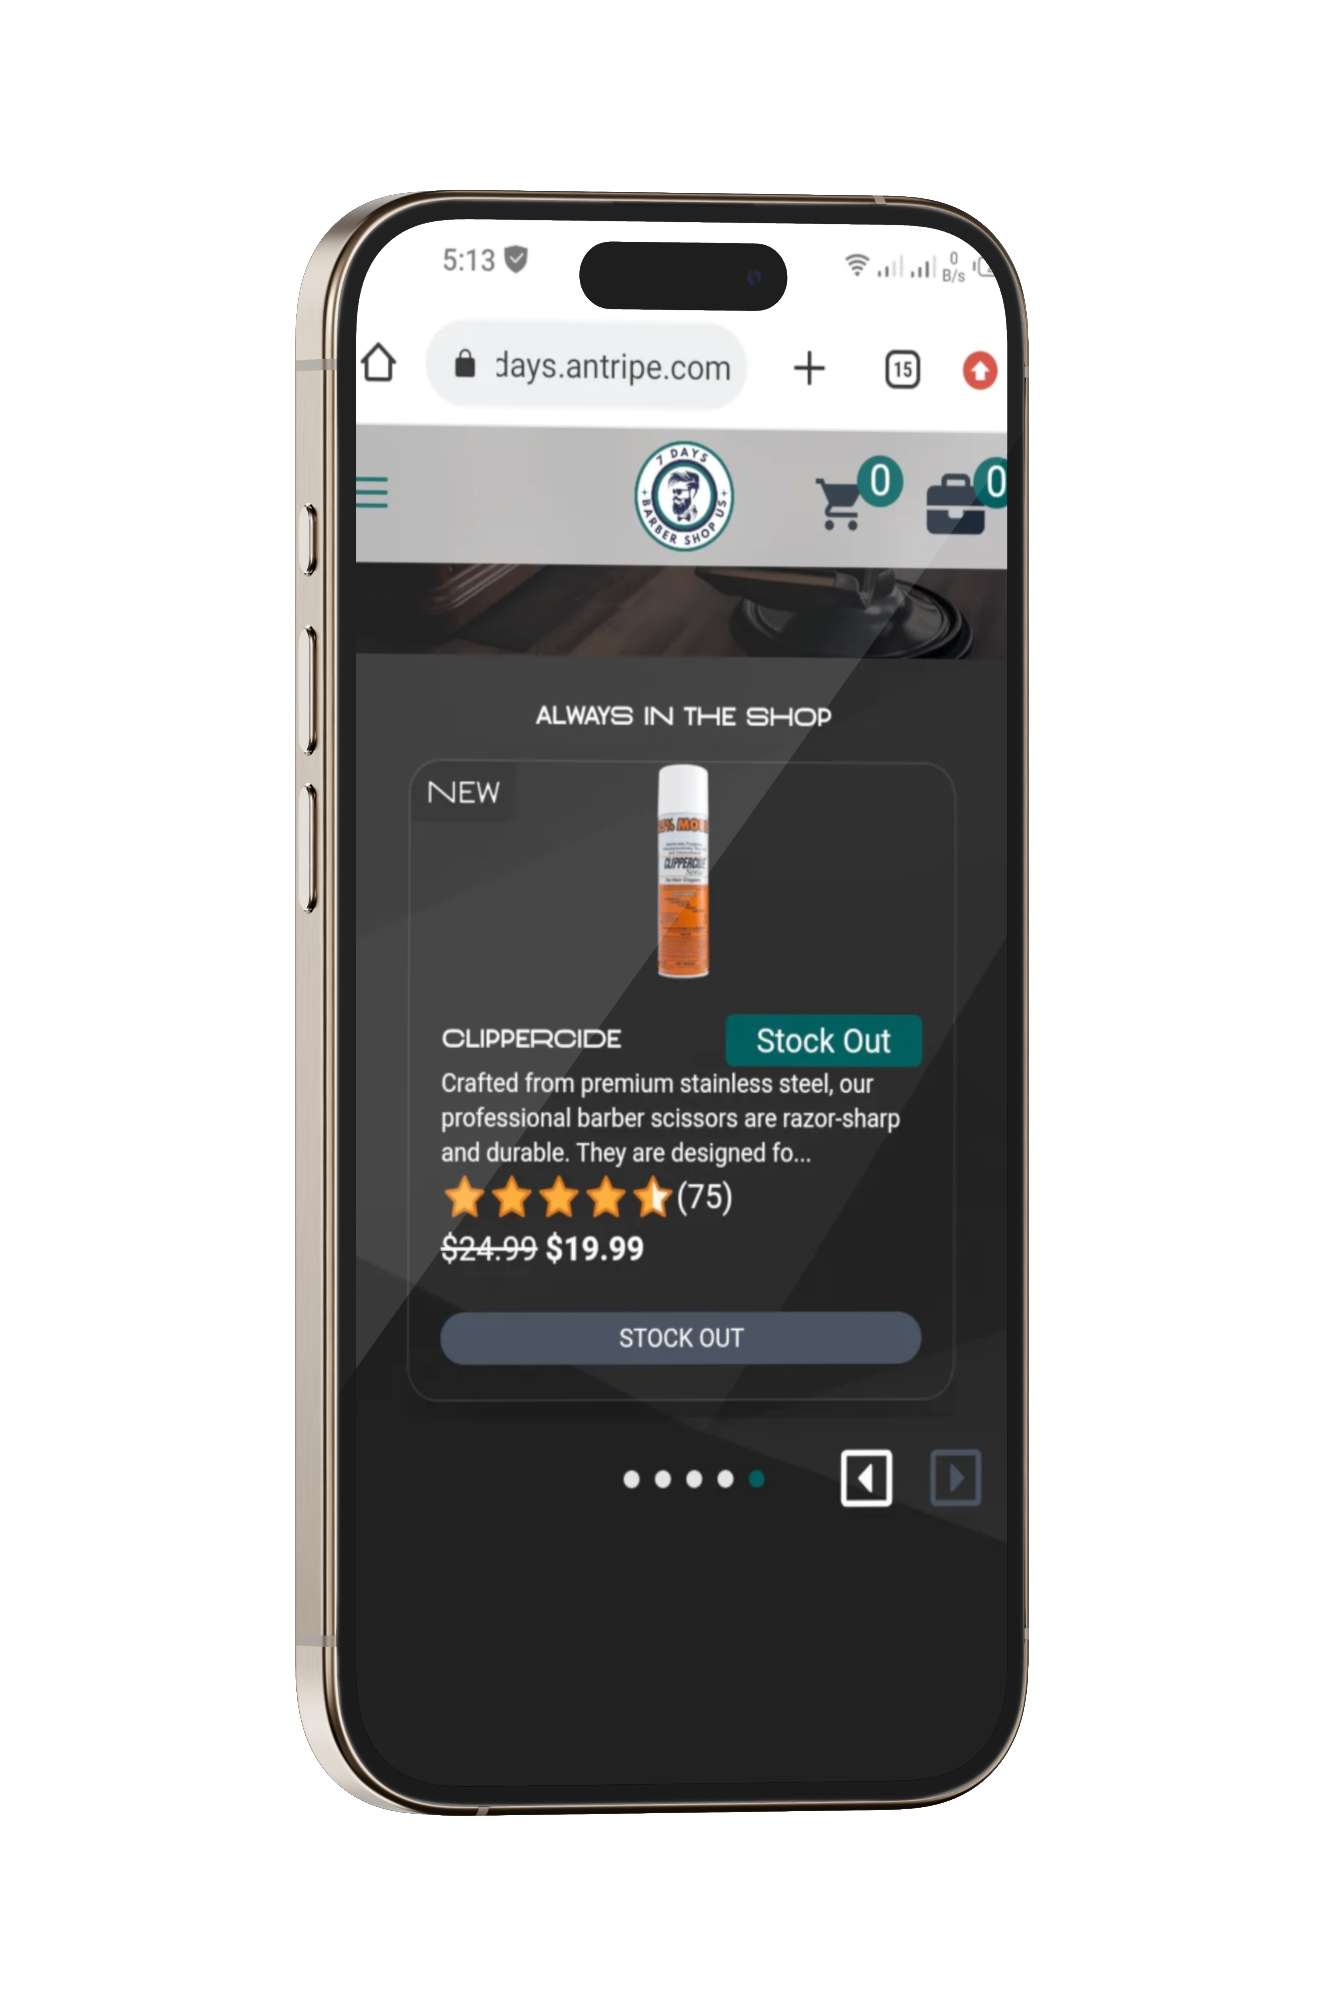 5:13
0
B/s
days.antripe.com
15
7 DAYS
BARBER SHOP US
0
0
ALWAYS IN THE SHOP
NEW
CLIPPERCIDE
Spray
CLIPPERCIDE
Stock Out
Crafted from premium stainless steel, our
professional barber scissors are razor-sharp
and durable. They are designed fo...
(75)
$24.99 $19.99
STOCK OUT